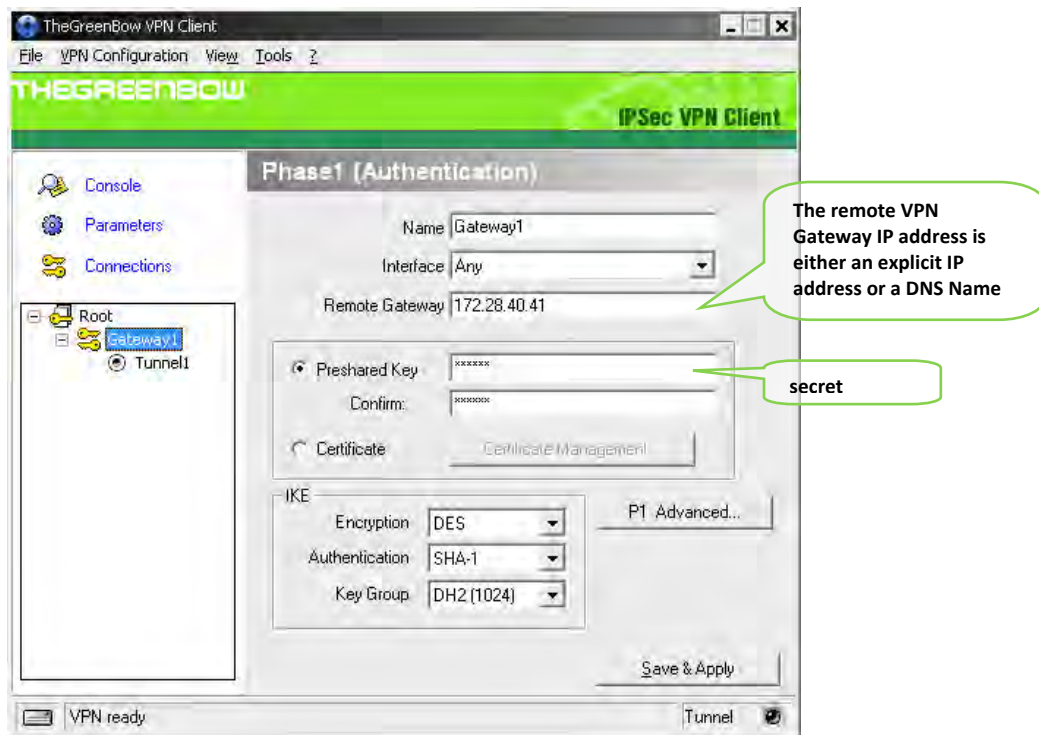 TheGreenBow VPN Client
File VPN Configuration View Tools ?
THEGREENBOW
IPSec VPN Client
Console
Parameters
Connections
Root
Gateway1
Tunnel1
Phase1 (Authentication)
Name Gateway1
Interface Any
Remote Gateway 172.28.40.41
Preshared Key ××××××
Confirm: ××××××
Certificate Certificate Management
IKE
Encryption DES
Authentication SHA-1
Key Group DH2 (1024)
P1 Advanced...
Save & Apply
VPN ready
Tunnel
The remote VPN
Gateway IP address is
either an explicit IP
address or a DNS Name
secret